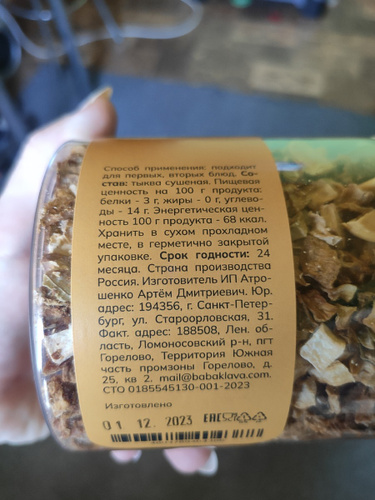 Способ применения: подходит
для первых, вторых блюд. Со-
став: тыква сушеная. Пищевая
ценность на 100 г продукта:
белки - 3 г, жиры - 0 г, углево-
ды - 14 г. Энергетическая цен-
ность 100 г продукта - 68 ккал.
Хранить в сухом прохладном
месте, в герметично закрытой
упаковке. Срок годности: 24
месяца. Страна производства
Россия. Изготовитель ИП Атро-
шенко Артём Дмитриевич. Юр.
адрес: 194356, г. Санкт-Петер-
бург, ул. Староорловская, 31.
Факт. адрес: 188508, Лен. об-
ласть, Ломоносовский р-н, пгт
Горелово, Территория Южная
часть промзоны Горелово, д.
25, кв 2. mail@babaklava.com.
СТО 0185545130-001-2023
Изготовлено
01 12. 2023 ЕАС